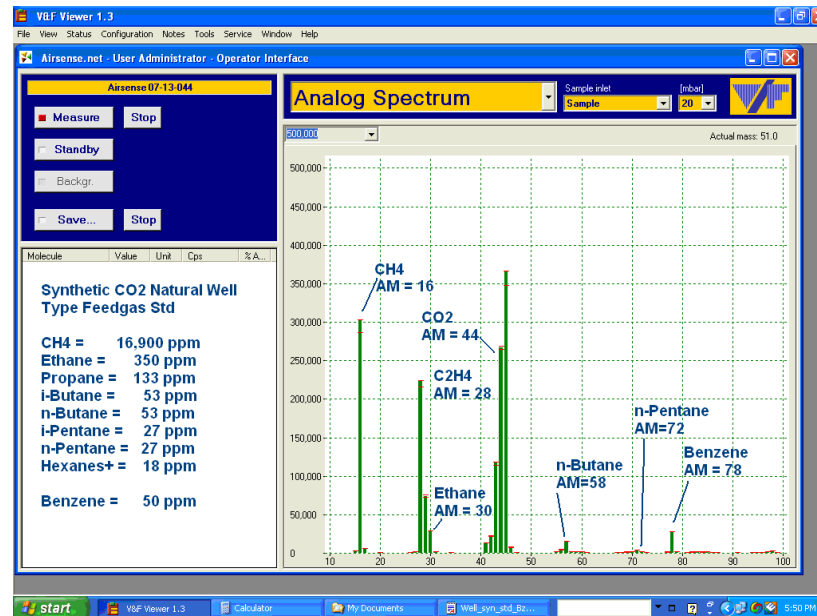 V&F Viewer 1.3
File View Status Configuration Notes Tools Service Window Help
Airsense.net - User Administrator - Operator Interface
Airsense 07-13-044
Measure Stop
Standby
Backgr.
Save... Stop
Analog Spectrum
Sample inlet
Sample
[mbar]
20
500,000
Actual mass: 51.0
Molecule Value Unit Cps % A...
Synthetic CO2 Natural Well
Type Feedgas Std
CH4 = 16,900 ppm
Ethane = 350 ppm
Propane = 133 ppm
i-Butane = 53 ppm
n-Butane = 53 ppm
i-Pentane = 27 ppm
n-Pentane = 27 ppm
Hexanes+ = 18 ppm
Benzene = 50 ppm
500,000
450,000
400,000
350,000
300,000
250,000
200,000
150,000
100,000
50,000
0
10 20 30 40 50 60 70 80 90 100
CH4
AM = 16
CO2
AM = 44
C2H4
AM = 28
Ethane
AM = 30
n-Butane
AM=58
n-Pentane
AM=72
Benzene
AM = 78
start
V&F Viewer 1.3
Calculator
My Documents
Well_syn_std_Bz...
5:50 PM